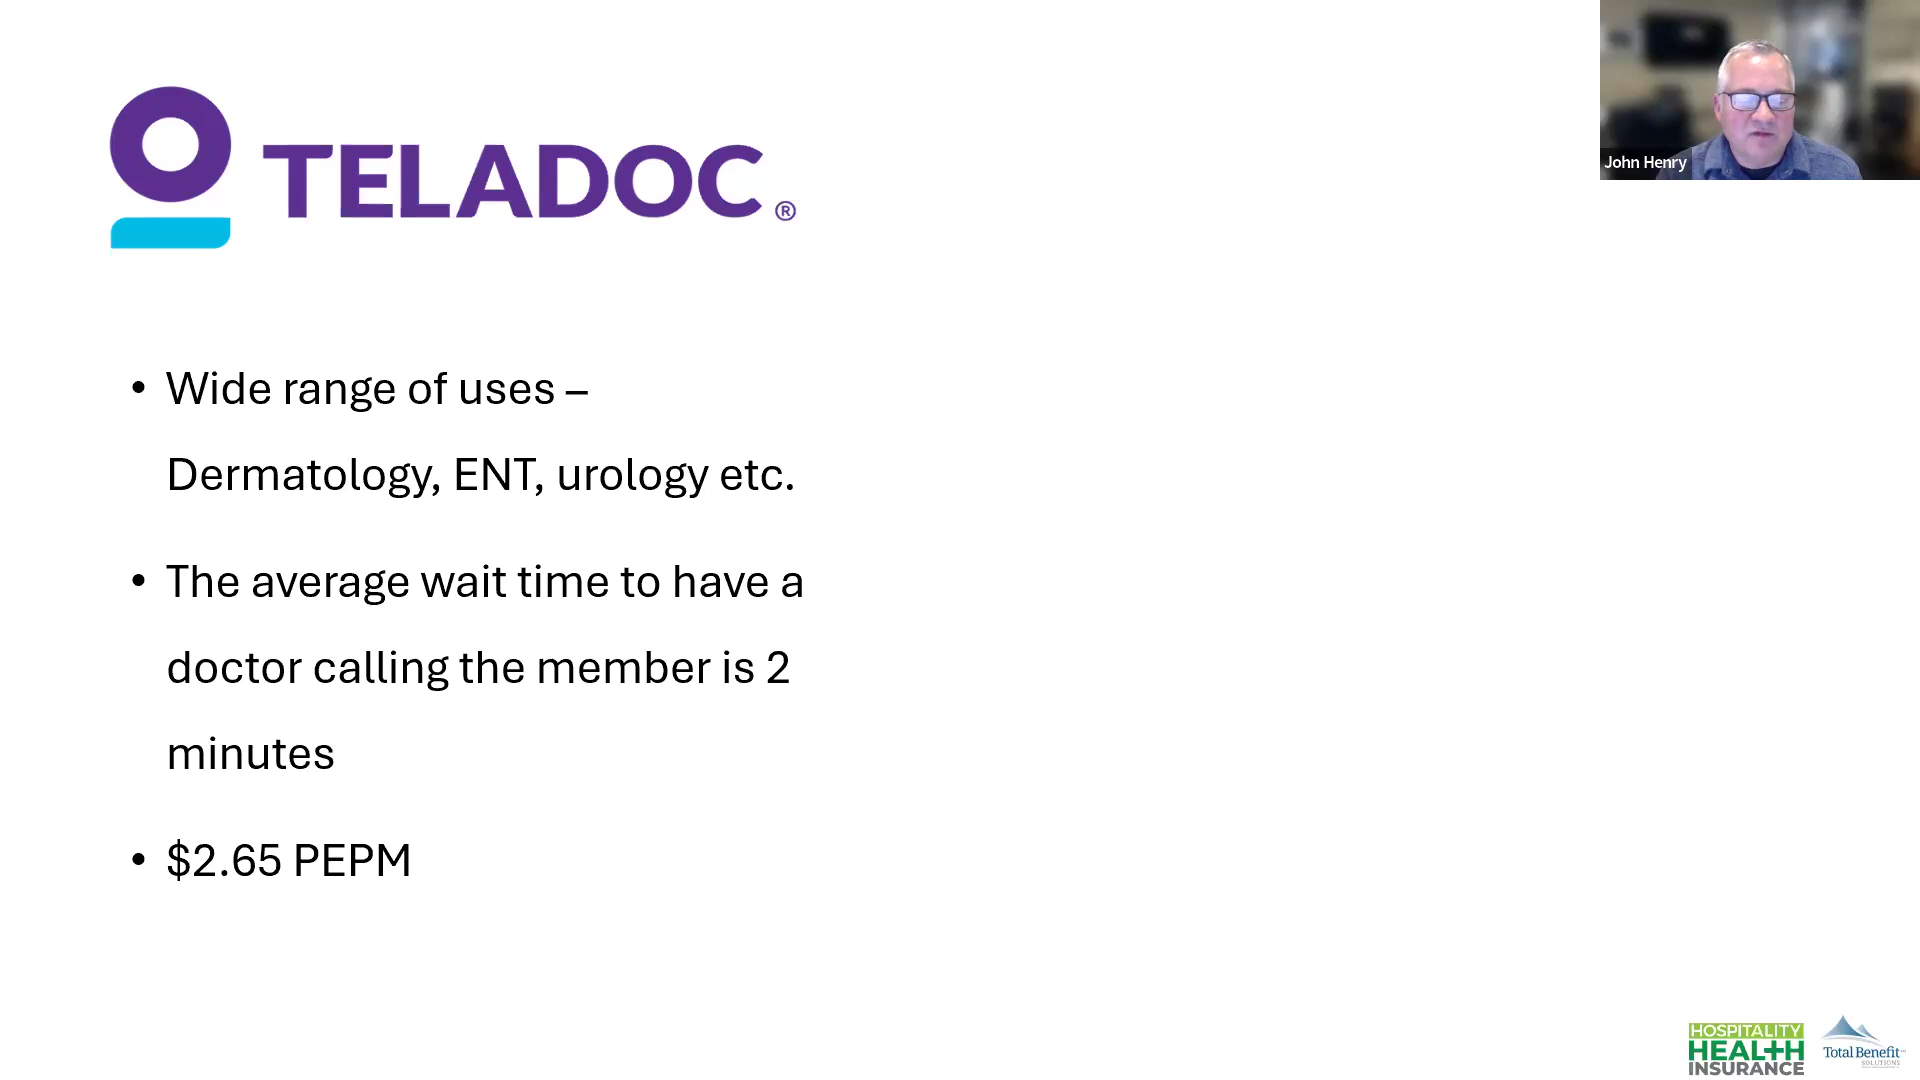 TELADOC®
John Henry
• Wide range of uses –
Dermatology, ENT, urology etc.
• The average wait time to have a
doctor calling the member is 2
minutes
• $2.65 PEPM
HOSPITALITY
HEALTH
INSURANCE
Total Benefit
SOLUTIONS